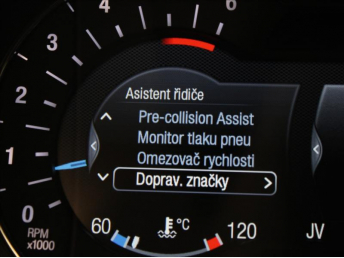 4
6
3
2
1
0
RPM
x1000
Asistent řidiče
Pre-collision Assist
Monitor tlaku pneu
Omezovač rychlosti
Doprav. značky
60
°C
120
JV